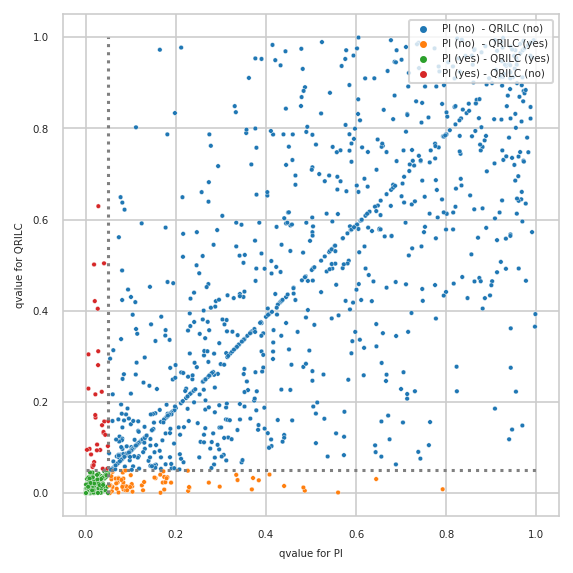 PI (no)  - QRILC (no)
PI (no)  - QRILC (yes)
PI (yes) - QRILC (yes)
PI (yes) - QRILC (no)
1.0
0.8
0.6
0.4
0.2
0.0
qvalue for QRILC
0.0 0.2 0.4 0.6 0.8 1.0
qvalue for PI